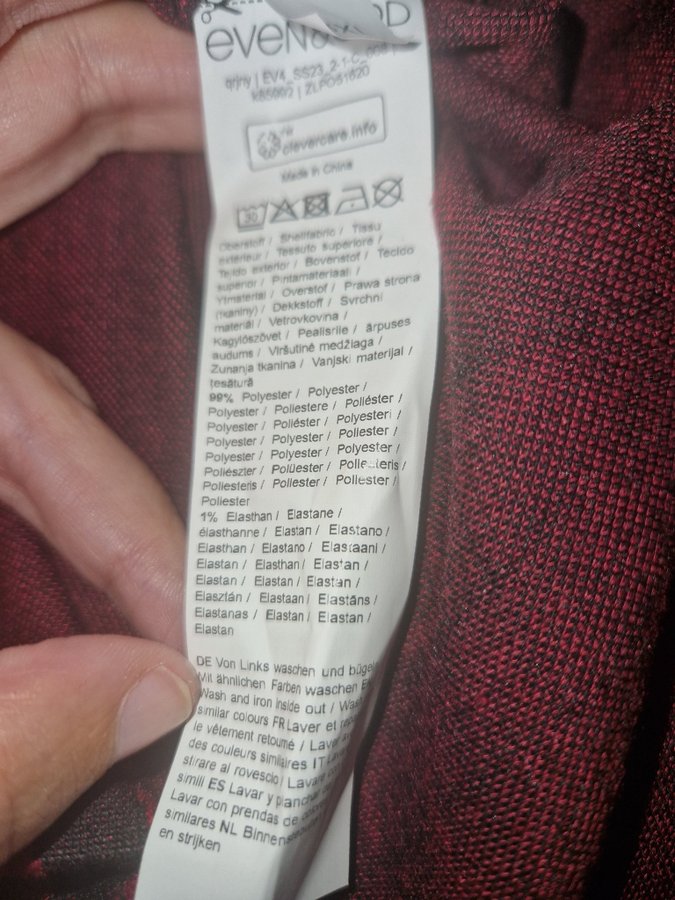 eveN&ODD
EV4_SS23_2-1-C_008 |
k85902 | ZLPO51620
clevercare.info
Made in China
30
Oberstoff / Shellfabric / Tissu
extérieur / Tessuto superiore /
Tejido exterior / Bovenstof / Tecido
superior / Pintamateriaali /
Ytmaterial / Overstof / Prawa strona
(tkaniny) / Dekkstoff / Svrchní
materiál / Vetrovkovina /
Kagylószövet / Pealisriie / ārpuses
audums / Viršutinė medžiaga /
Zunanja tkanina / Vanjski materijal /
țesătură
99% Polyester / Polyester /
Polyester / Poliestere / Poliéster /
Polyester / Poliéster / Polyesteri /
Polyester / Polyester / Poliester /
Polyester / Polyester / Polyester /
Poliészter / Polüester / Poliesteris /
Poliesteris / Poliester / Poliester /
Poliester
1% Elasthan / Elastane /
élasthanne / Elastan / Elastano /
Elasthan / Elastano / Elastaani /
Elastan / Elasthan / Elastan /
Elastan / Elastan / Elastan /
Elasztán / Elastaan / Elastāns /
Elastanas / Elastan / Elastan /
Elastan
DE Von Links waschen und bügeln
Mit ähnlichen Farben waschen
Wash and iron inside out /
similar colours FR Laver et
le vêtement retourné / Laver
des couleurs similaires IT
stirare al rovescio / Lavare
simili ES Lavar y planchar
Lavar con prendas de
similares NL Binnenste
en strijken